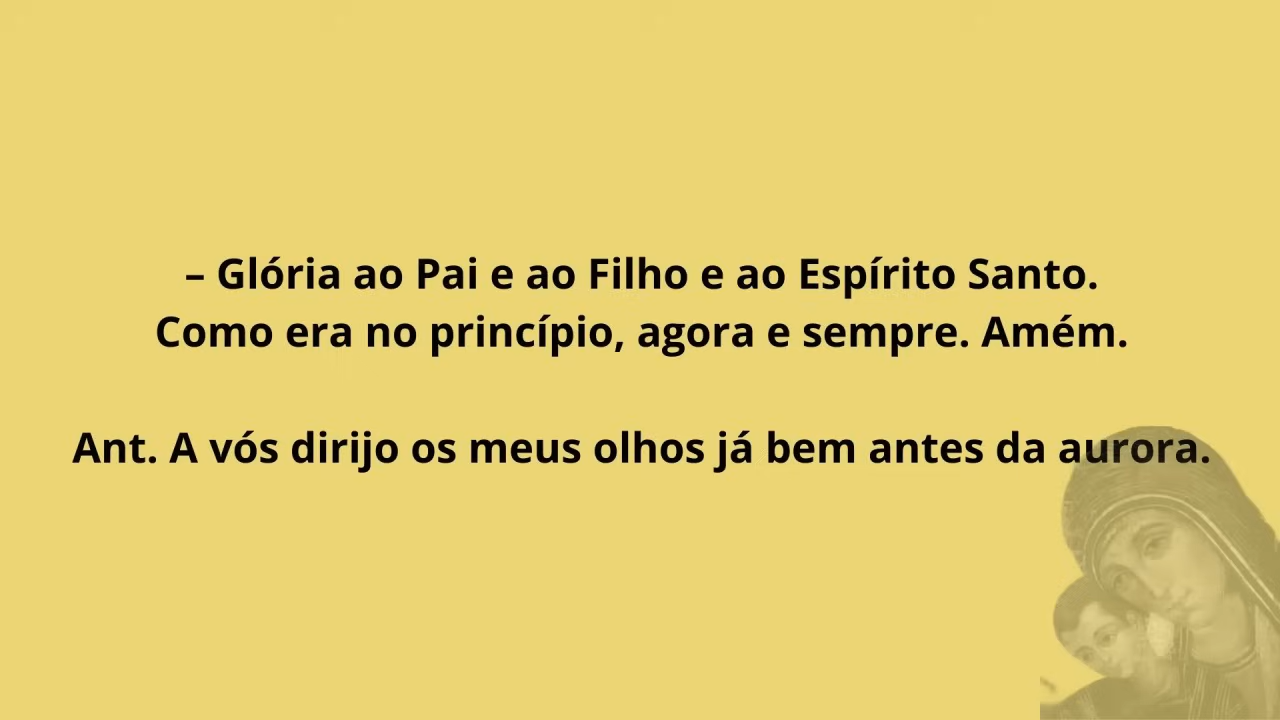 – Glória ao Pai e ao Filho e ao Espírito Santo.
Como era no princípio, agora e sempre. Amém.
Ant. A vós dirijo os meus olhos já bem antes da aurora.